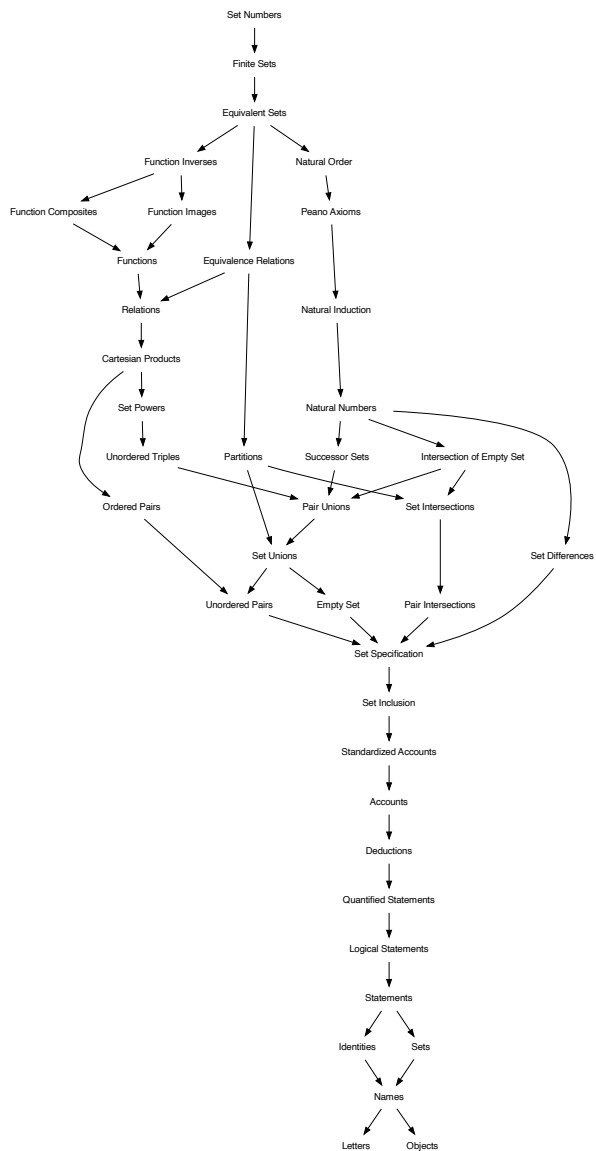 Set Numbers
Finite Sets
Equivalent Sets
Function Inverses
Natural Order
Function Composites
Function Images
Peano Axioms
Functions
Equivalence Relations
Relations
Natural Induction
Cartesian Products
Set Powers
Natural Numbers
Unordered Triples
Partitions
Successor Sets
Intersection of Empty Set
Ordered Pairs
Pair Unions
Set Intersections
Set Unions
Set Differences
Unordered Pairs
Empty Set
Pair Intersections
Set Specification
Set Inclusion
Standardized Accounts
Accounts
Deductions
Quantified Statements
Logical Statements
Statements
Identities
Sets
Names
Letters
Objects